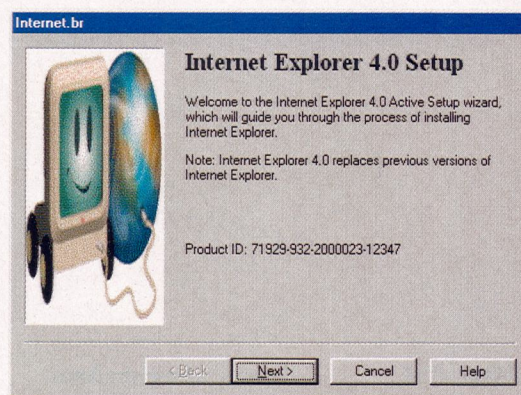 Internet.br
Internet Explorer 4.0 Setup
Welcome to the Internet Explorer 4.0 Active Setup wizard,
which will guide you through the process of installing
Internet Explorer.
Note: Internet Explorer 4.0 replaces previous versions of
Internet Explorer.
Product ID: 71929-932-2000023-12347
< Back
Next >
Cancel
Help